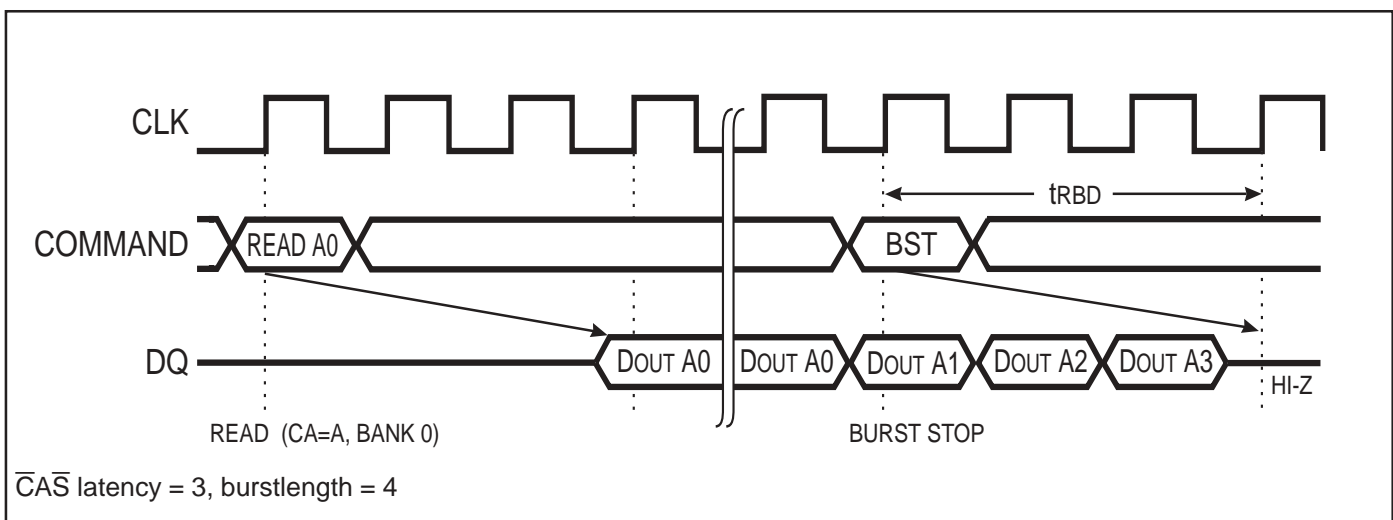 CLK
tRBD
COMMAND READ A0 BST
DQ DOUT A0 DOUT A0 DOUT A1 DOUT A2 DOUT A3 HI-Z
READ (CA=A, BANK 0) BURST STOP
C̅A̅S̅ latency = 3, burstlength = 4